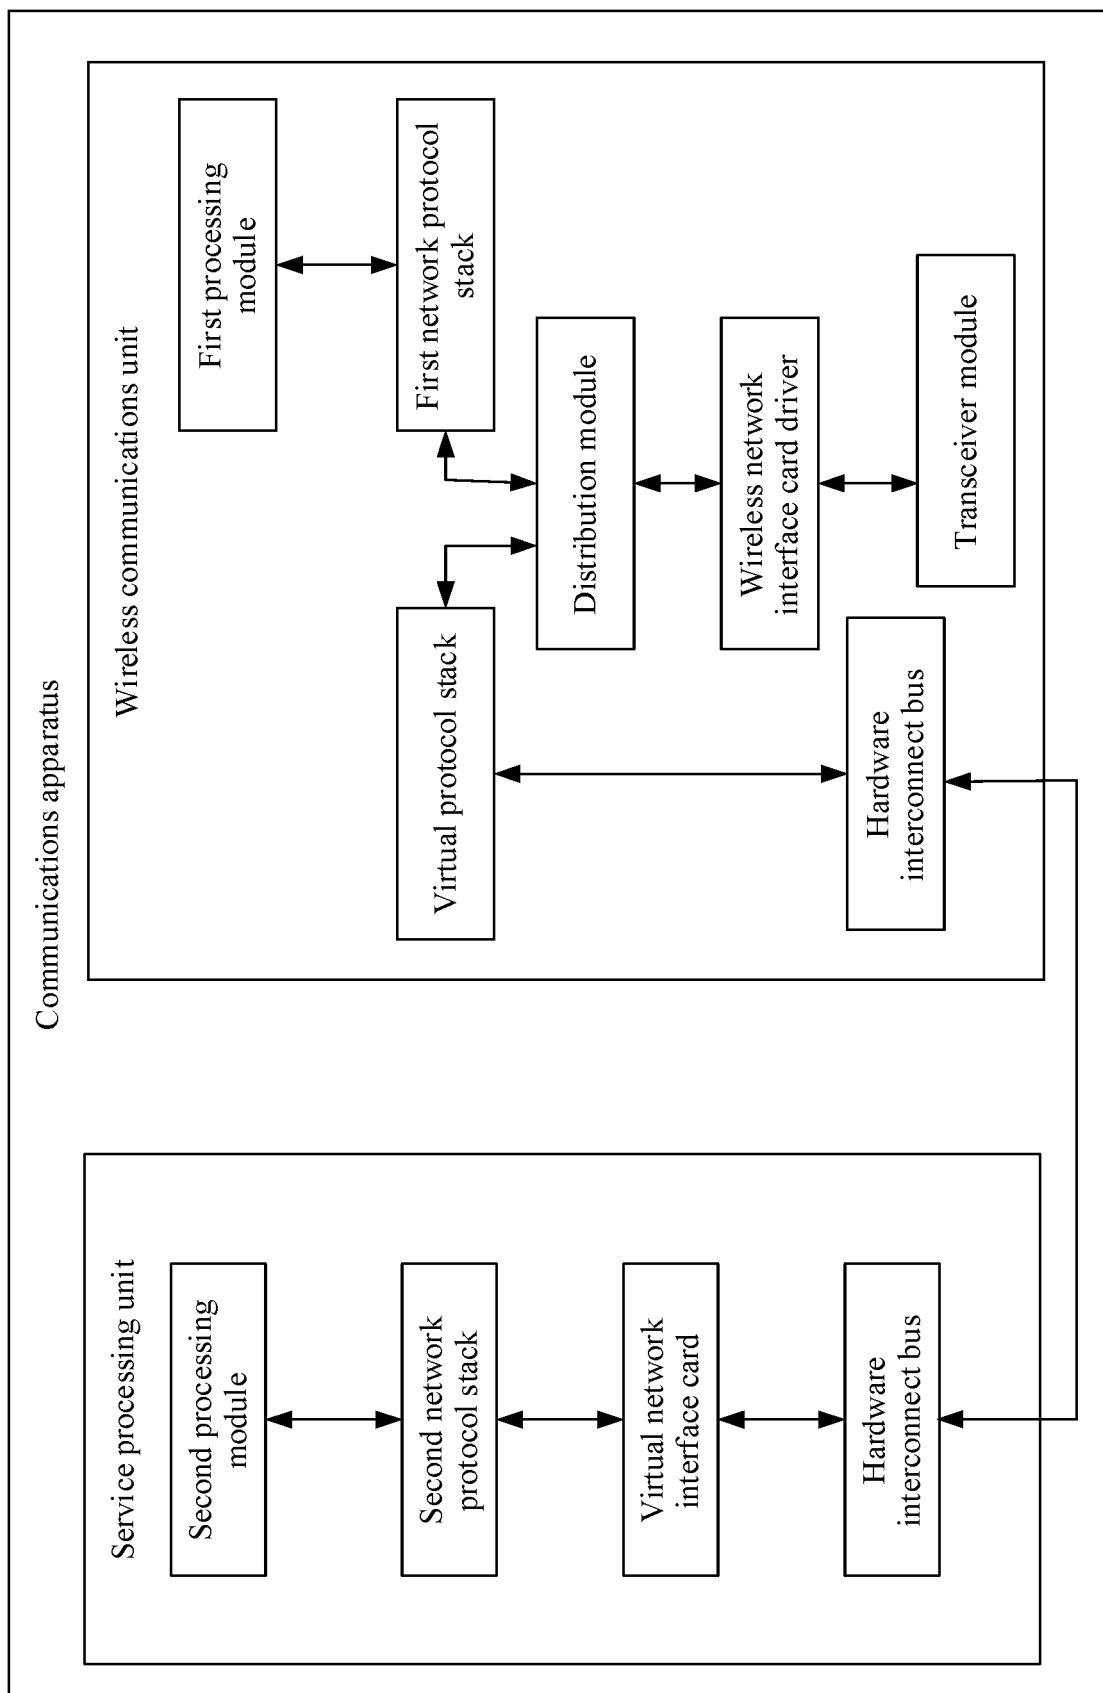 Communications apparatus
Service processing unit
Second processing
module
Second network
protocol stack
Virtual network
interface card
Hardware
interconnect bus
Wireless communications unit
First processing
module
First network protocol
stack
Virtual protocol stack
Distribution module
Wireless network
interface card driver
Hardware
interconnect bus
Transceiver module